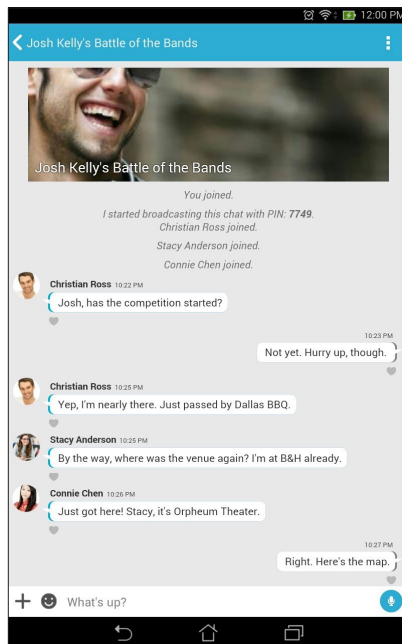 12:00 PM
Josh Kelly's Battle of the Bands
Josh Kelly's Battle of the Bands
You joined.
I started broadcasting this chat with PIN: 7749.
Christian Ross joined.
Stacy Anderson joined.
Connie Chen joined.
Christian Ross 10:22 PM
Josh, has the competition started?
10:23 PM
Not yet. Hurry up, though.
Christian Ross 10:25 PM
Yep, I'm nearly there. Just passed by Dallas BBQ.
Stacy Anderson 10:25 PM
By the way, where was the venue again? I'm at B&H already.
Connie Chen 10:26 PM
Just got here! Stacy, it's Orpheum Theater.
10:27 PM
Right. Here's the map.
What's up?